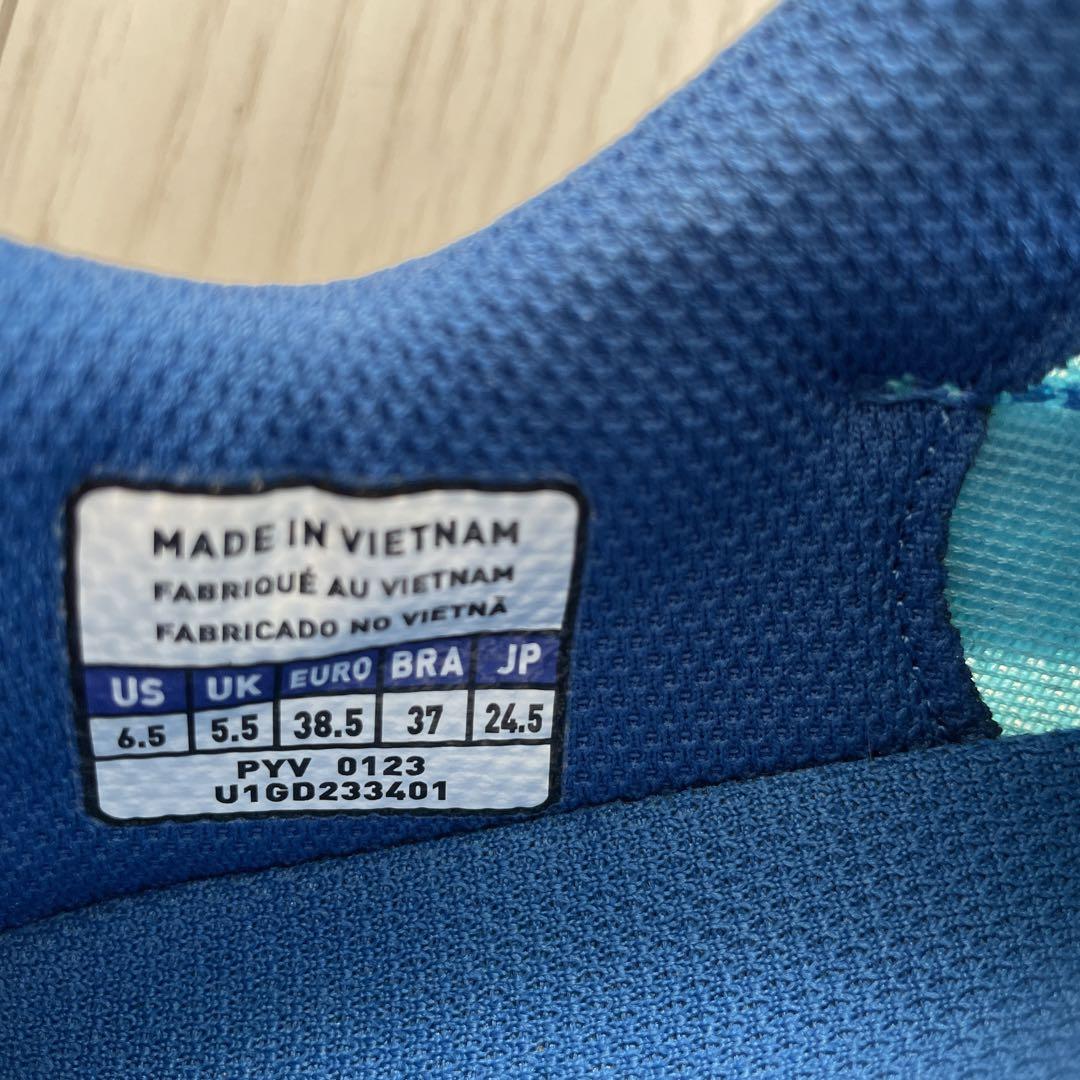 MADE IN VIETNAM
FABRIQUÉ AU VIETNAM
FABRICADO NO VIETNÃ
US UK EURO BRA JP
6.5 5.5 38.5 37 24.5
PYV 0123
U1GD233401